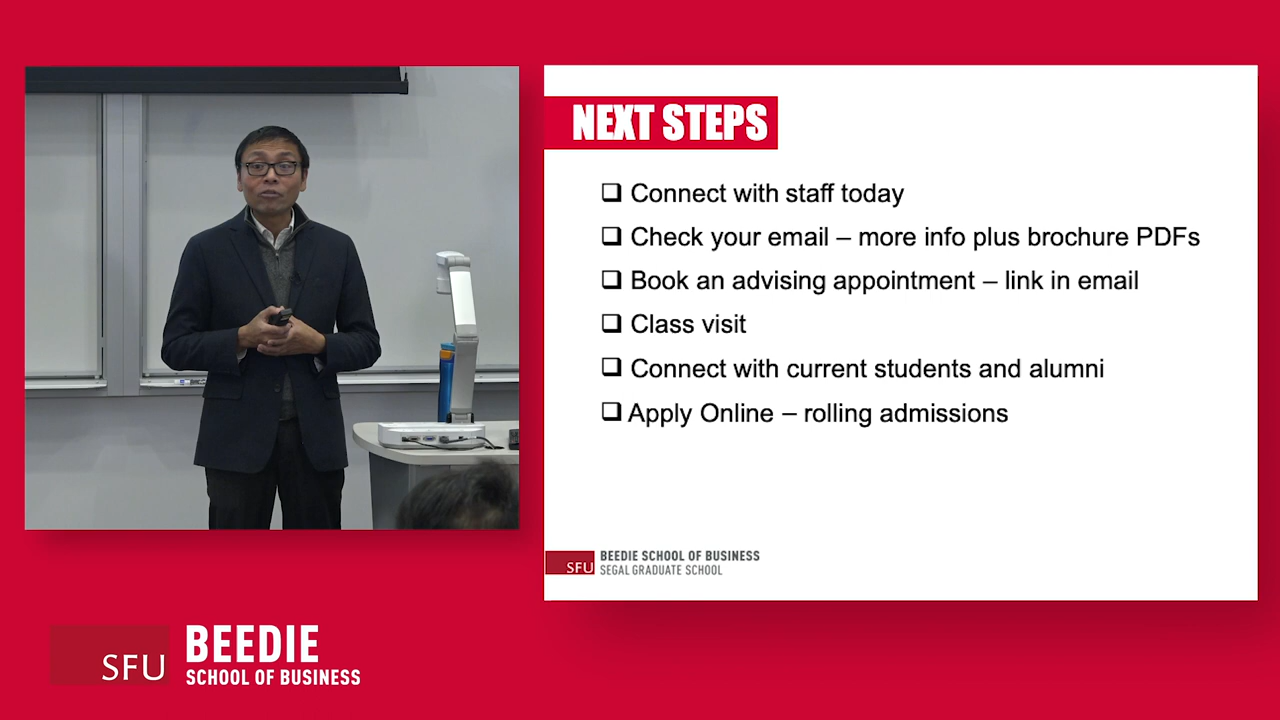 NEXT STEPS
❑ Connect with staff today
❑ Check your email – more info plus brochure PDFs
❑ Book an advising appointment – link in email
❑ Class visit
❑ Connect with current students and alumni
❑ Apply Online – rolling admissions
SFU
BEEDIE SCHOOL OF BUSINESS
SEGAL GRADUATE SCHOOL
SFU
BEEDIE
SCHOOL OF BUSINESS